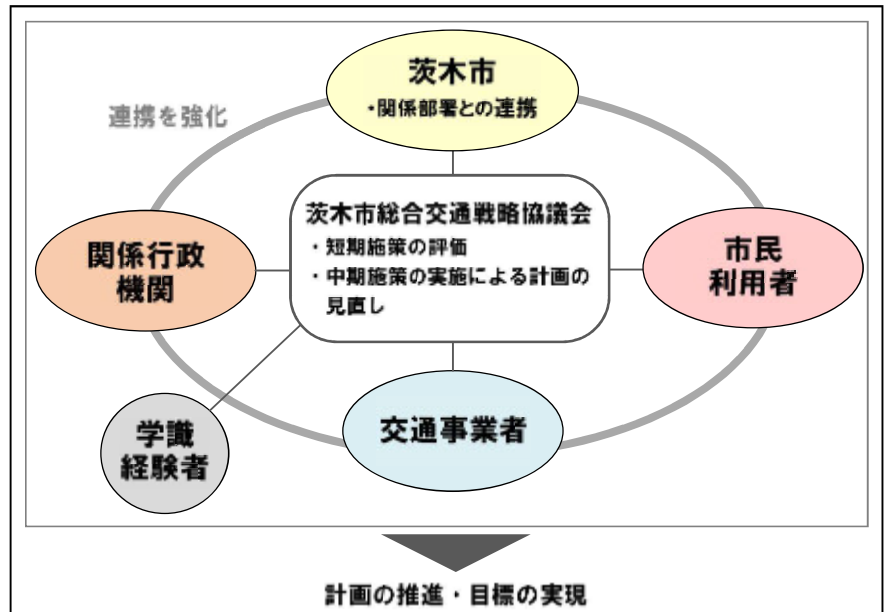 茨木市
・関係部署との連携
連携を強化
茨木市総合交通戦略協議会
・短期施策の評価
・中期施策の実施による計画の
見直し
関係行政
機関
市民
利用者
交通事業者
学識
経験者
計画の推進・目標の実現